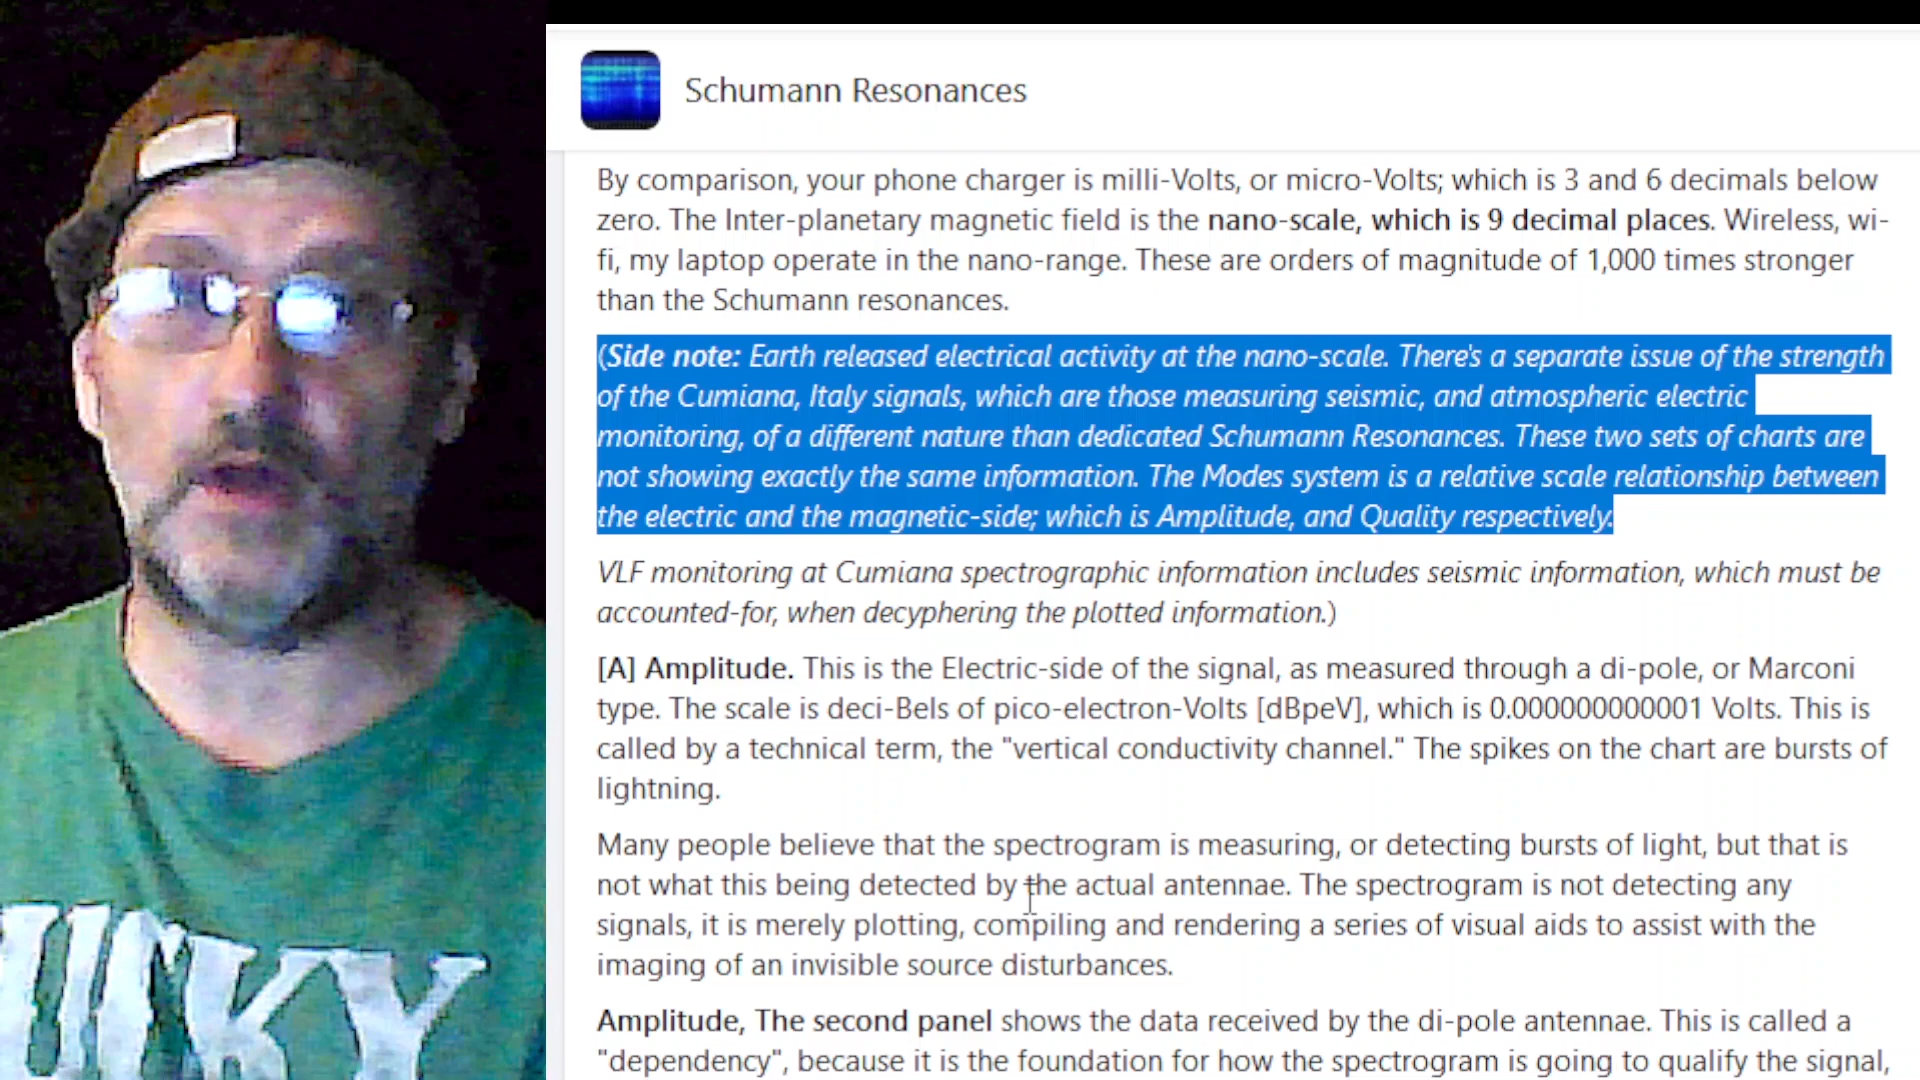 Schumann Resonances
By comparison, your phone charger is milli-Volts, or micro-Volts; which is 3 and 6 decimals below
zero. The Inter-planetary magnetic field is the nano-scale, which is 9 decimal places. Wireless, wi-
fi, my laptop operate in the nano-range. These are orders of magnitude of 1,000 times stronger
than the Schumann resonances.
(Side note: Earth released electrical activity at the nano-scale. There's a separate issue of the strength
of the Cumiana, Italy signals, which are those measuring seismic, and atmospheric electric
monitoring, of a different nature than dedicated Schumann Resonances. These two sets of charts are
not showing exactly the same information. The Modes system is a relative scale relationship between
the electric and the magnetic-side; which is Amplitude, and Quality respectively.
VLF monitoring at Cumiana spectrographic information includes seismic information, which must be
accounted-for, when decyphering the plotted information.)
[A] Amplitude. This is the Electric-side of the signal, as measured through a di-pole, or Marconi
type. The scale is deci-Bels of pico-electron-Volts [dBpeV], which is 0.000000000001 Volts. This is
called by a technical term, the "vertical conductivity channel." The spikes on the chart are bursts of
lightning.
Many people believe that the spectrogram is measuring, or detecting bursts of light, but that is
not what this being detected by the actual antennae. The spectrogram is not detecting any
signals, it is merely plotting, compiling and rendering a series of visual aids to assist with the
imaging of an invisible source disturbances.
Amplitude, The second panel shows the data received by the di-pole antennae. This is called a
"dependency", because it is the foundation for how the spectrogram is going to qualify the signal,